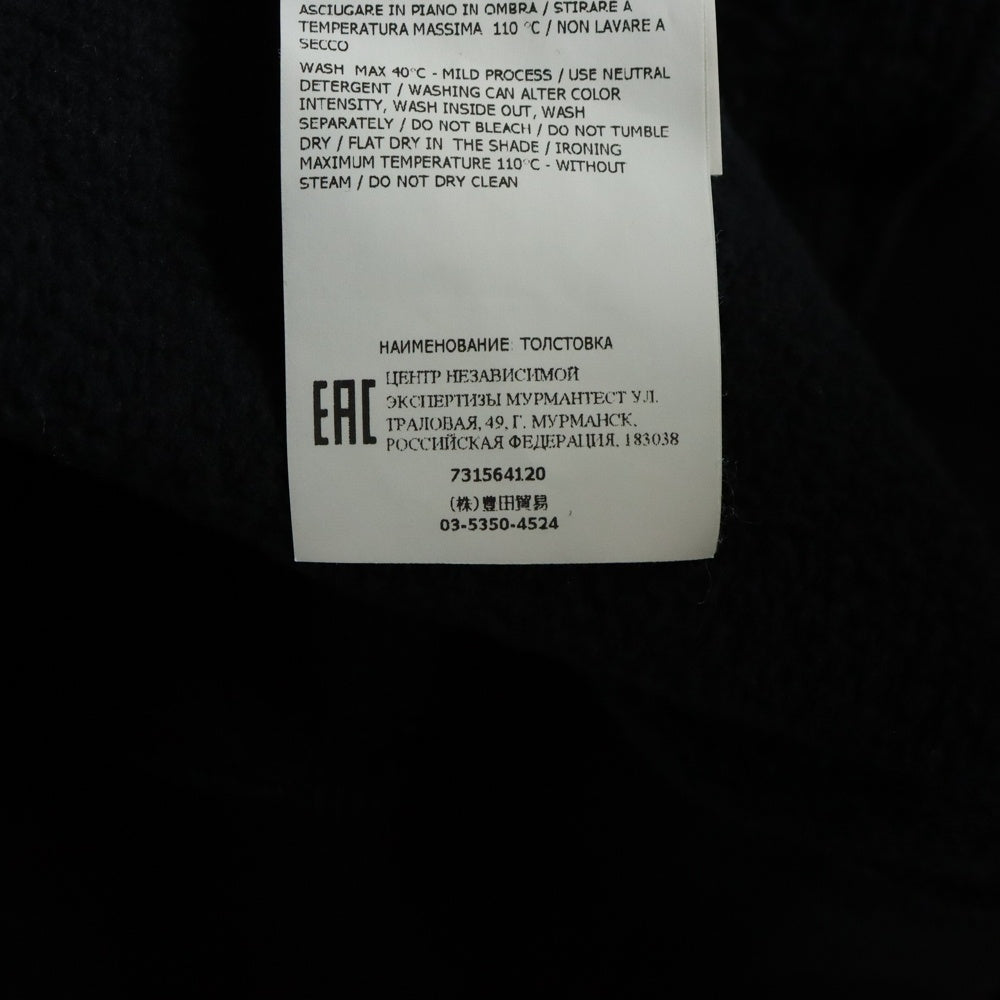 ASCIUGARE IN PIANO IN OMBRA / STIRARE A
TEMPERATURA MASSIMA 110 °C / NON LAVARE A
SECCO
WASH MAX 40°C - MILD PROCESS / USE NEUTRAL
DETERGENT / WASHING CAN ALTER COLOR
INTENSITY, WASH INSIDE OUT, WASH
SEPARATELY / DO NOT BLEACH / DO NOT TUMBLE
DRY / FLAT DRY IN THE SHADE / IRONING
MAXIMUM TEMPERATURE 110°C - WITHOUT
STEAM / DO NOT DRY CLEAN
НАИМЕНОВАНИЕ: ТОЛСТОВКА
EAC
ЦЕНТР НЕЗАВИСИМОЙ
ЭКСПЕРТИЗЫ МУРМАНТЕСТ УЛ.
ТРАЛОВАЯ, 49, Г. МУРМАНСК,
РОССИЙСКАЯ ФЕДЕРАЦИЯ, 183038
731564120
(株)豊田貿易
03-5350-4524